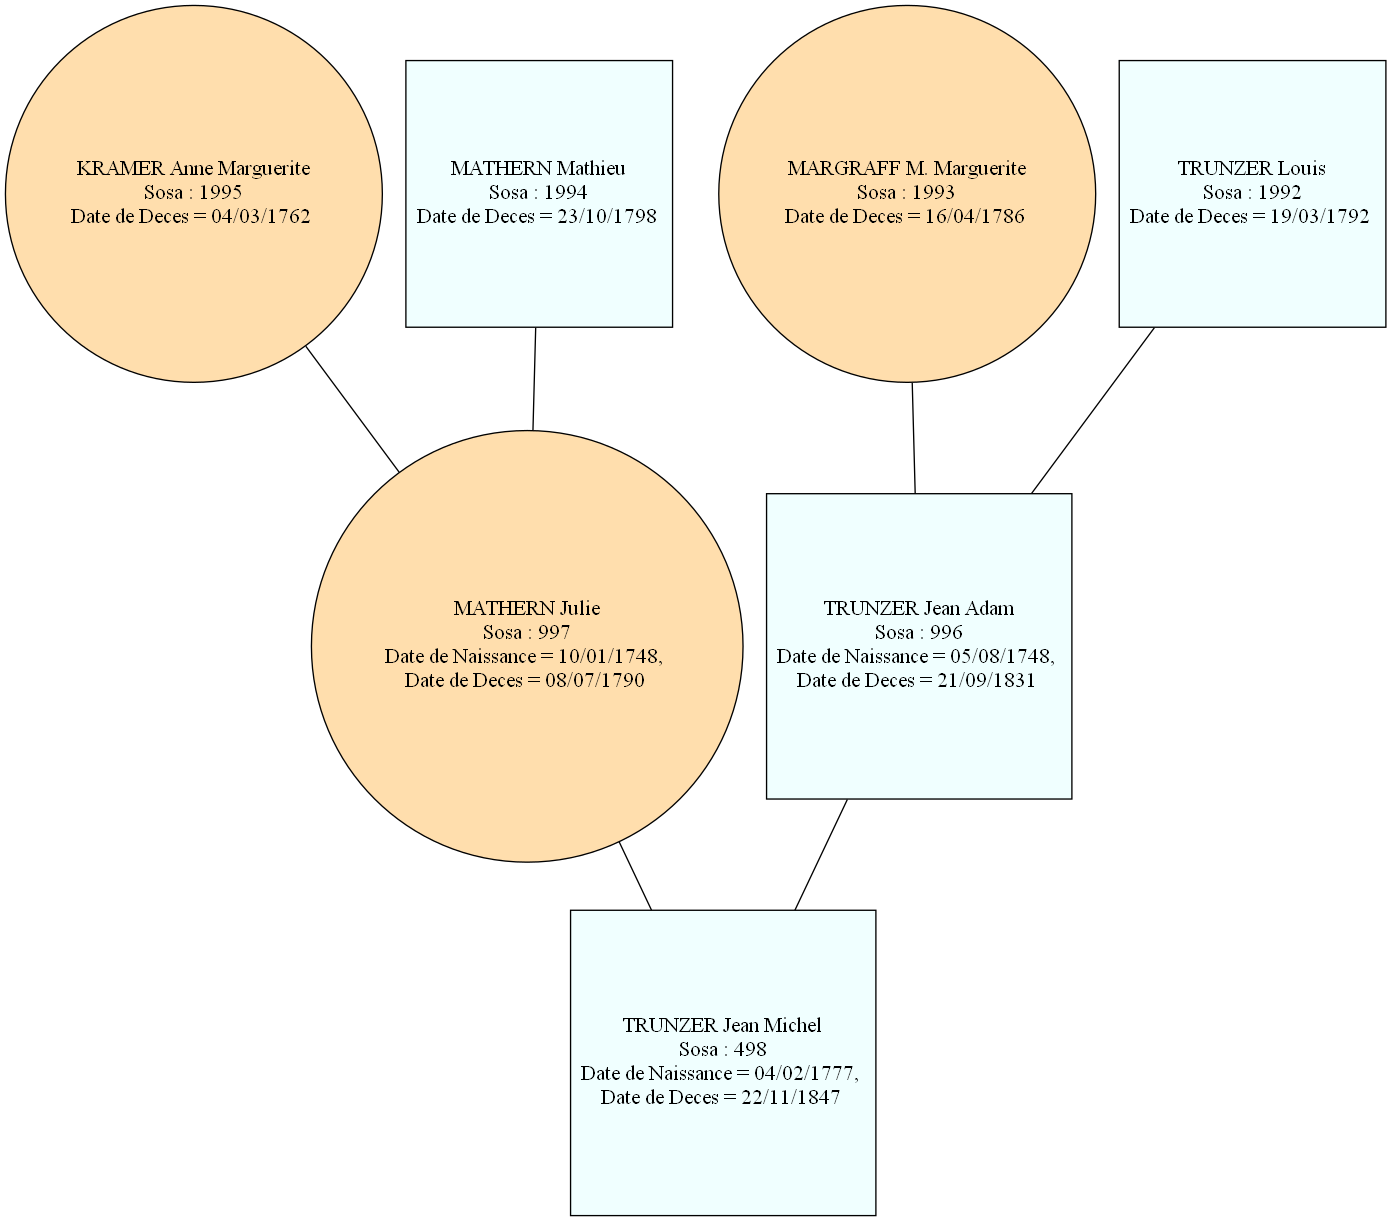 KRAMER Anne Marguerite
Sosa : 1995
Date de Deces = 04/03/1762
MATHERN Mathieu
Sosa : 1994
Date de Deces = 23/10/1798
MARGRAFF M. Marguerite
Sosa : 1993
Date de Deces = 16/04/1786
TRUNZER Louis
Sosa : 1992
Date de Deces = 19/03/1792
MATHERN Julie
Sosa : 997
Date de Naissance = 10/01/1748,
Date de Deces = 08/07/1790
TRUNZER Jean Adam
Sosa : 996
Date de Naissance = 05/08/1748,
Date de Deces = 21/09/1831
TRUNZER Jean Michel
Sosa : 498
Date de Naissance = 04/02/1777,
Date de Deces = 22/11/1847